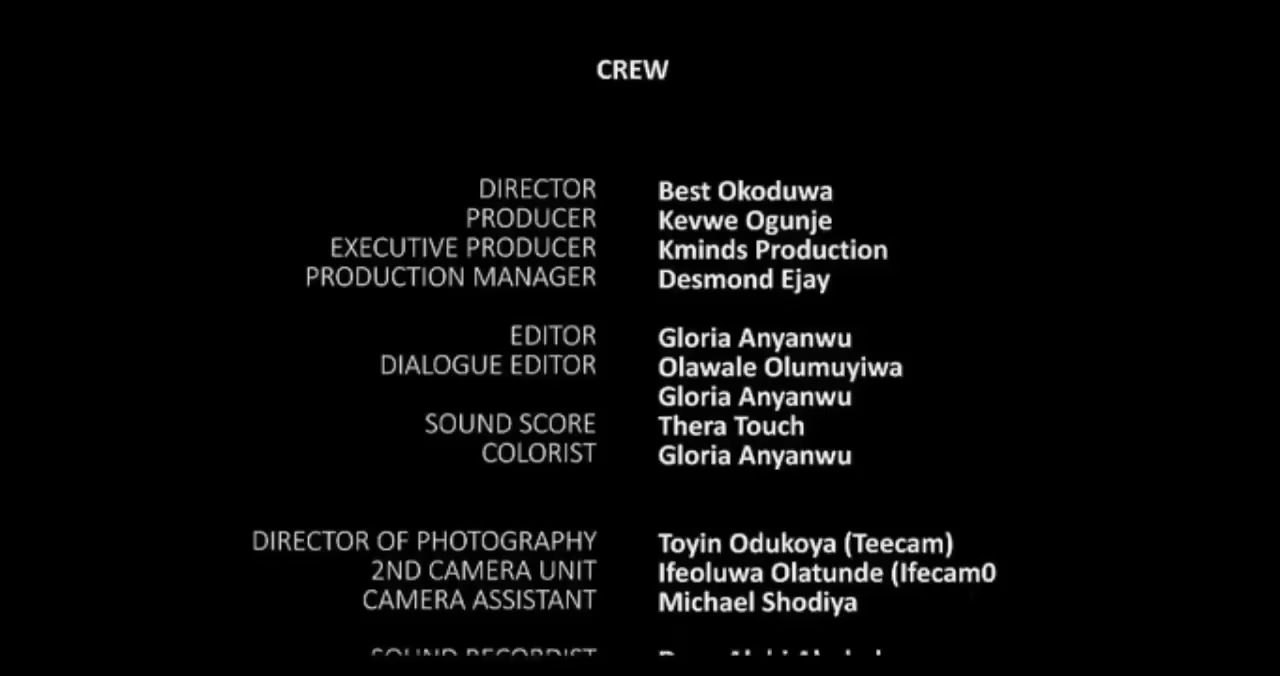 CREW
DIRECTOR Best Okoduwa
PRODUCER Kevwe Ogunje
EXECUTIVE PRODUCER Kminds Production
PRODUCTION MANAGER Desmond Ejay
EDITOR Gloria Anyanwu
DIALOGUE EDITOR Olawale Olumuyiwa
Gloria Anyanwu
SOUND SCORE Thera Touch
COLORIST Gloria Anyanwu
DIRECTOR OF PHOTOGRAPHY Toyin Odukoya (Teecam)
2ND CAMERA UNIT Ifeoluwa Olatunde (Ifecam0
CAMERA ASSISTANT Michael Shodiya
SOUND RECORDIST